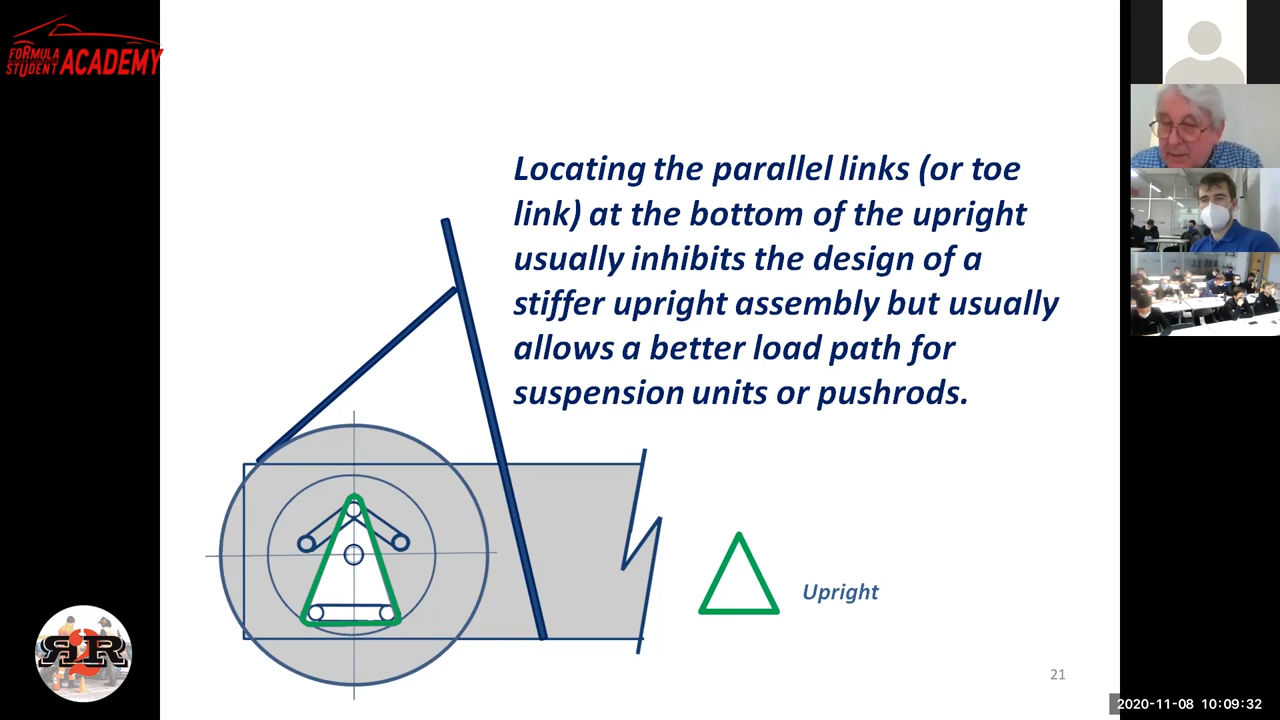 FORMULA
STUDENT ACADEMY
Locating the parallel links (or toe
link) at the bottom of the upright
usually inhibits the design of a
stiffer upright assembly but usually
allows a better load path for
suspension units or pushrods.
Upright
R2R
21
2020-11-08 10:09:32